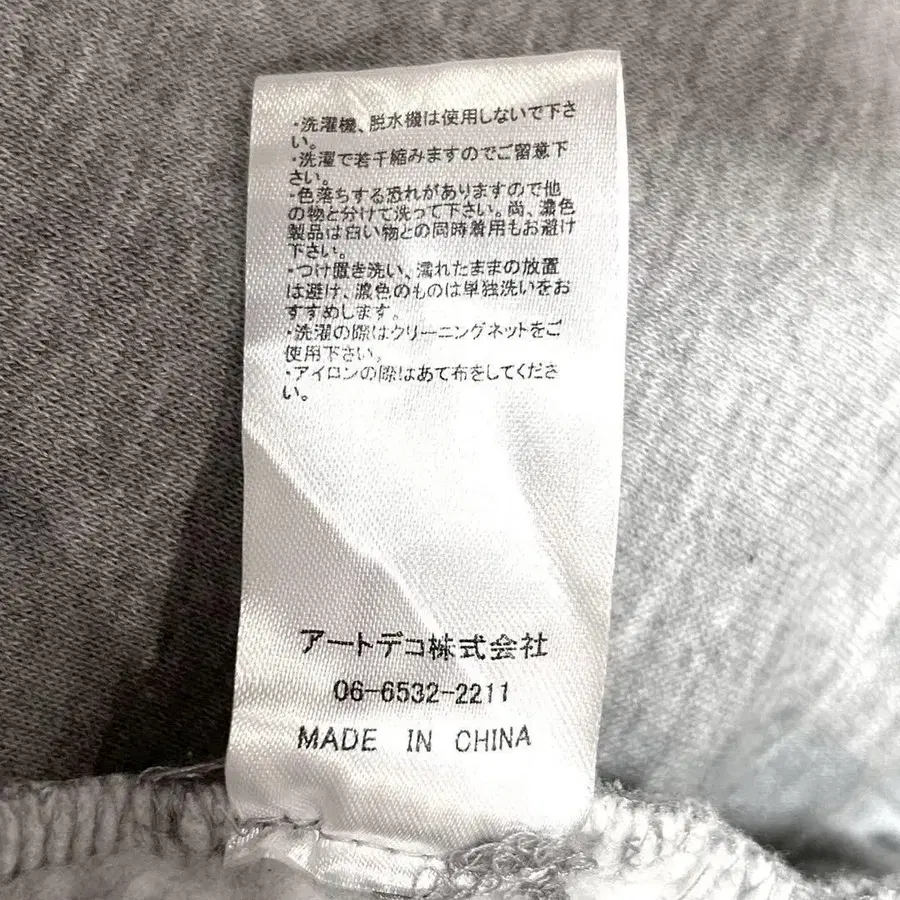 ・洗濯機、脱水機は使用しないで下さ
い。
・洗濯で若干縮みますのでご留意下
さい。
・色落ちする恐れがありますので他
の物と分けて洗って下さい。尚、濃色
製品は白い物との同時着用もお避け
下さい。
・つけ置き洗い、濡れたままの放置
は避け、濃色のものは単独洗いをお
すすめします。
・洗濯の際はクリーニングネットをご
使用下さい。
・アイロンの際はあて布をしてくださ
い。
アートデコ株式会社
06-6532-2211
MADE IN CHINA